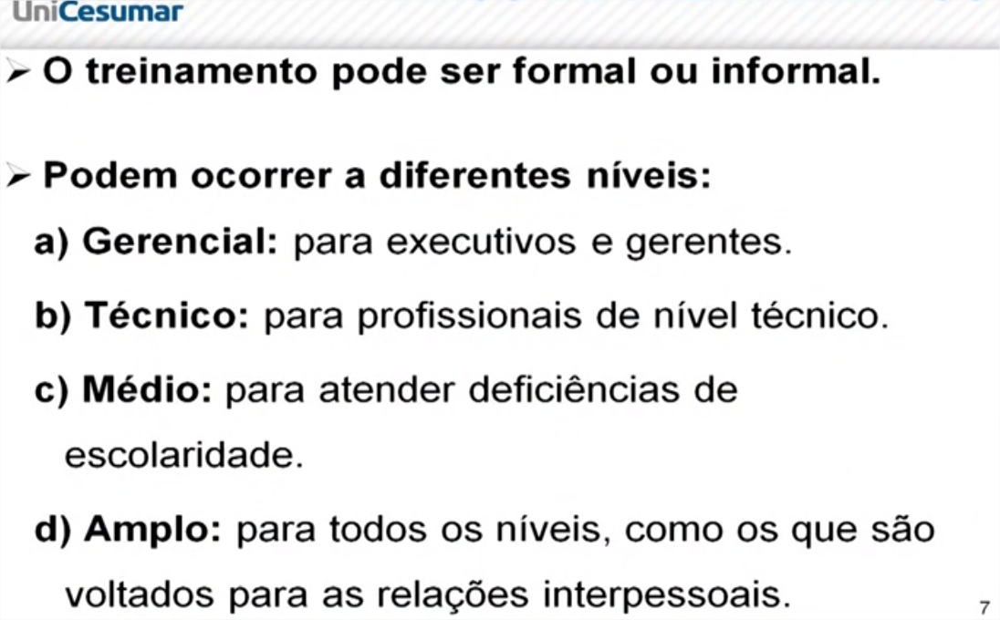 UniCesumar
➢ O treinamento pode ser formal ou informal.
➢ Podem ocorrer a diferentes níveis:
a) Gerencial: para executivos e gerentes.
b) Técnico: para profissionais de nível técnico.
c) Médio: para atender deficiências de
escolaridade.
d) Amplo: para todos os níveis, como os que são
voltados para as relações interpessoais.
7